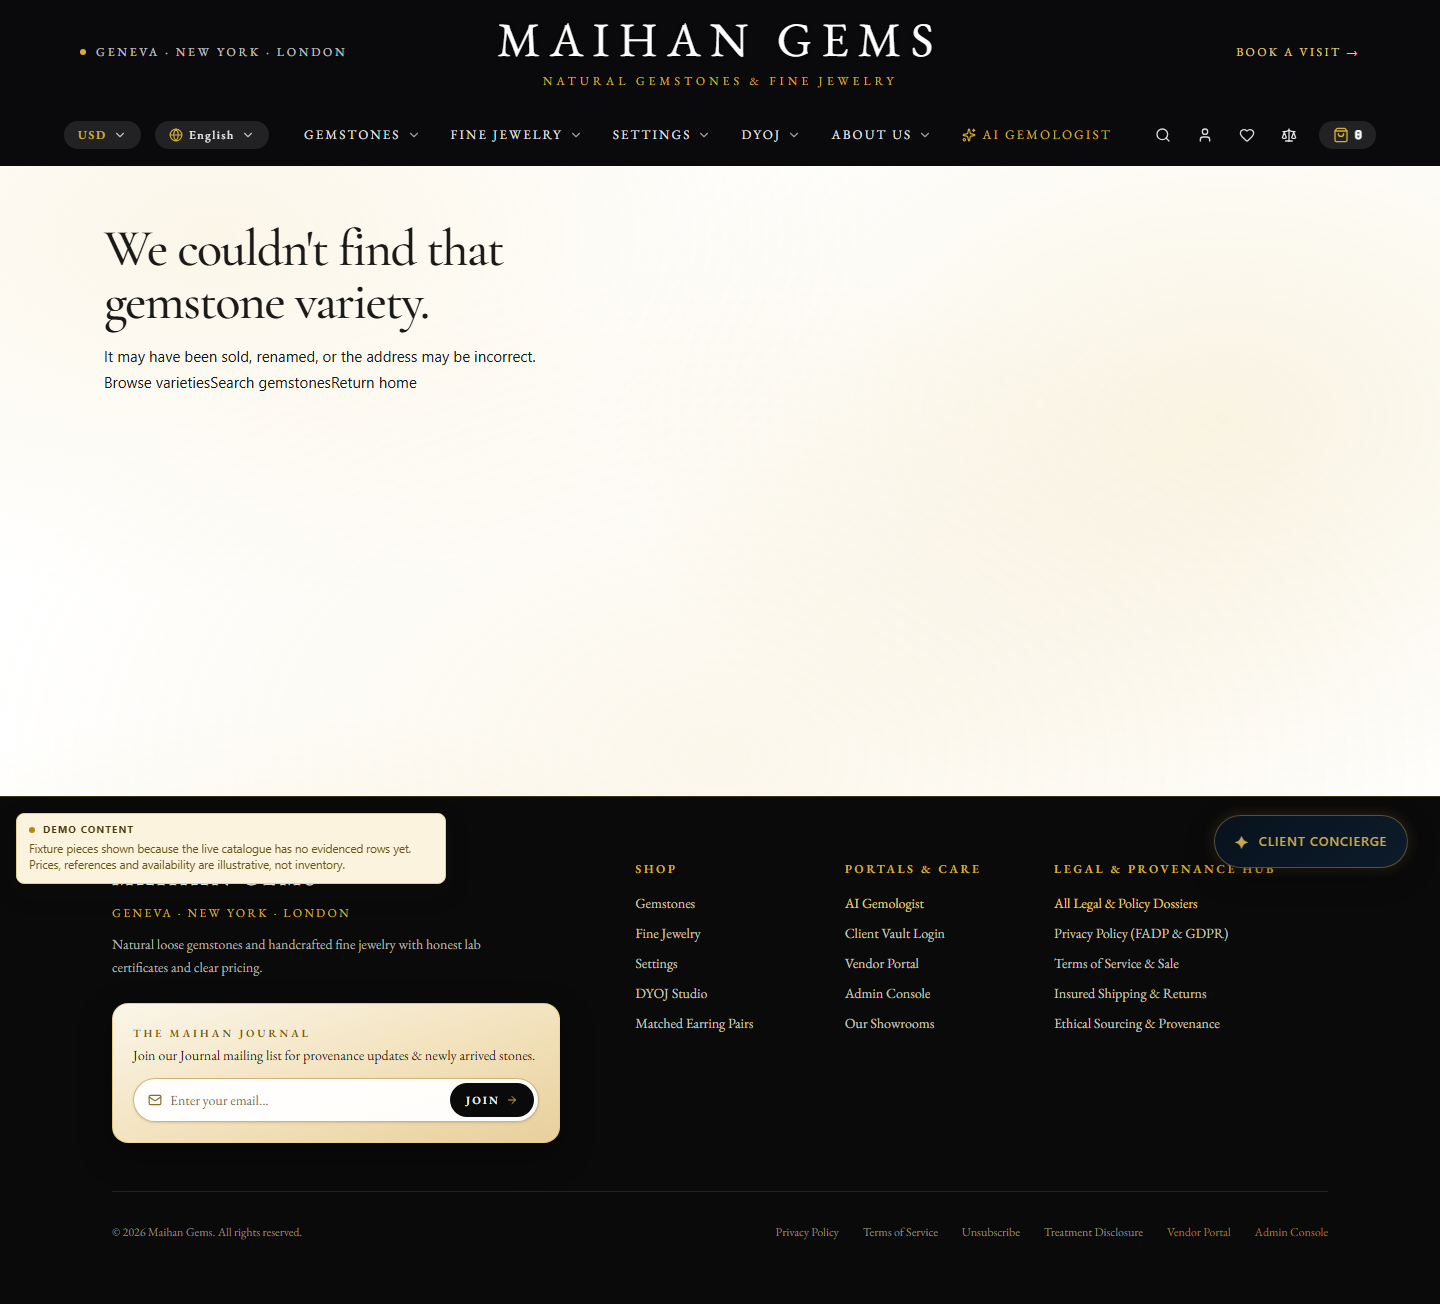 GENEVA · NEW YORK · LONDON
MAIHAN GEMS
NATURAL GEMSTONES & FINE JEWELRY
BOOK A VISIT →
USD
English
GEMSTONES
FINE JEWELRY
SETTINGS
DYOJ
ABOUT US
AI GEMOLOGIST
0
We couldn't find that
gemstone variety.
It may have been sold, renamed, or the address may be incorrect.
Browse varietiesSearch gemstonesReturn home
DEMO CONTENT
Fixture pieces shown because the live catalogue has no evidenced rows yet.
Prices, references and availability are illustrative, not inventory.
CLIENT CONCIERGE
GENEVA · NEW YORK · LONDON
Natural loose gemstones and handcrafted fine jewelry with honest lab
certificates and clear pricing.
THE MAIHAN JOURNAL
Join our Journal mailing list for provenance updates & newly arrived stones.
Enter your email...
JOIN →
SHOP
Gemstones
Fine Jewelry
Settings
DYOJ Studio
Matched Earring Pairs
PORTALS & CARE
AI Gemologist
Client Vault Login
Vendor Portal
Admin Console
Our Showrooms
LEGAL & PROVENANCE HUB
All Legal & Policy Dossiers
Privacy Policy (FADP & GDPR)
Terms of Service & Sale
Insured Shipping & Returns
Ethical Sourcing & Provenance
© 2026 Maihan Gems. All rights reserved.
Privacy Policy
Terms of Service
Unsubscribe
Treatment Disclosure
Vendor Portal
Admin Console